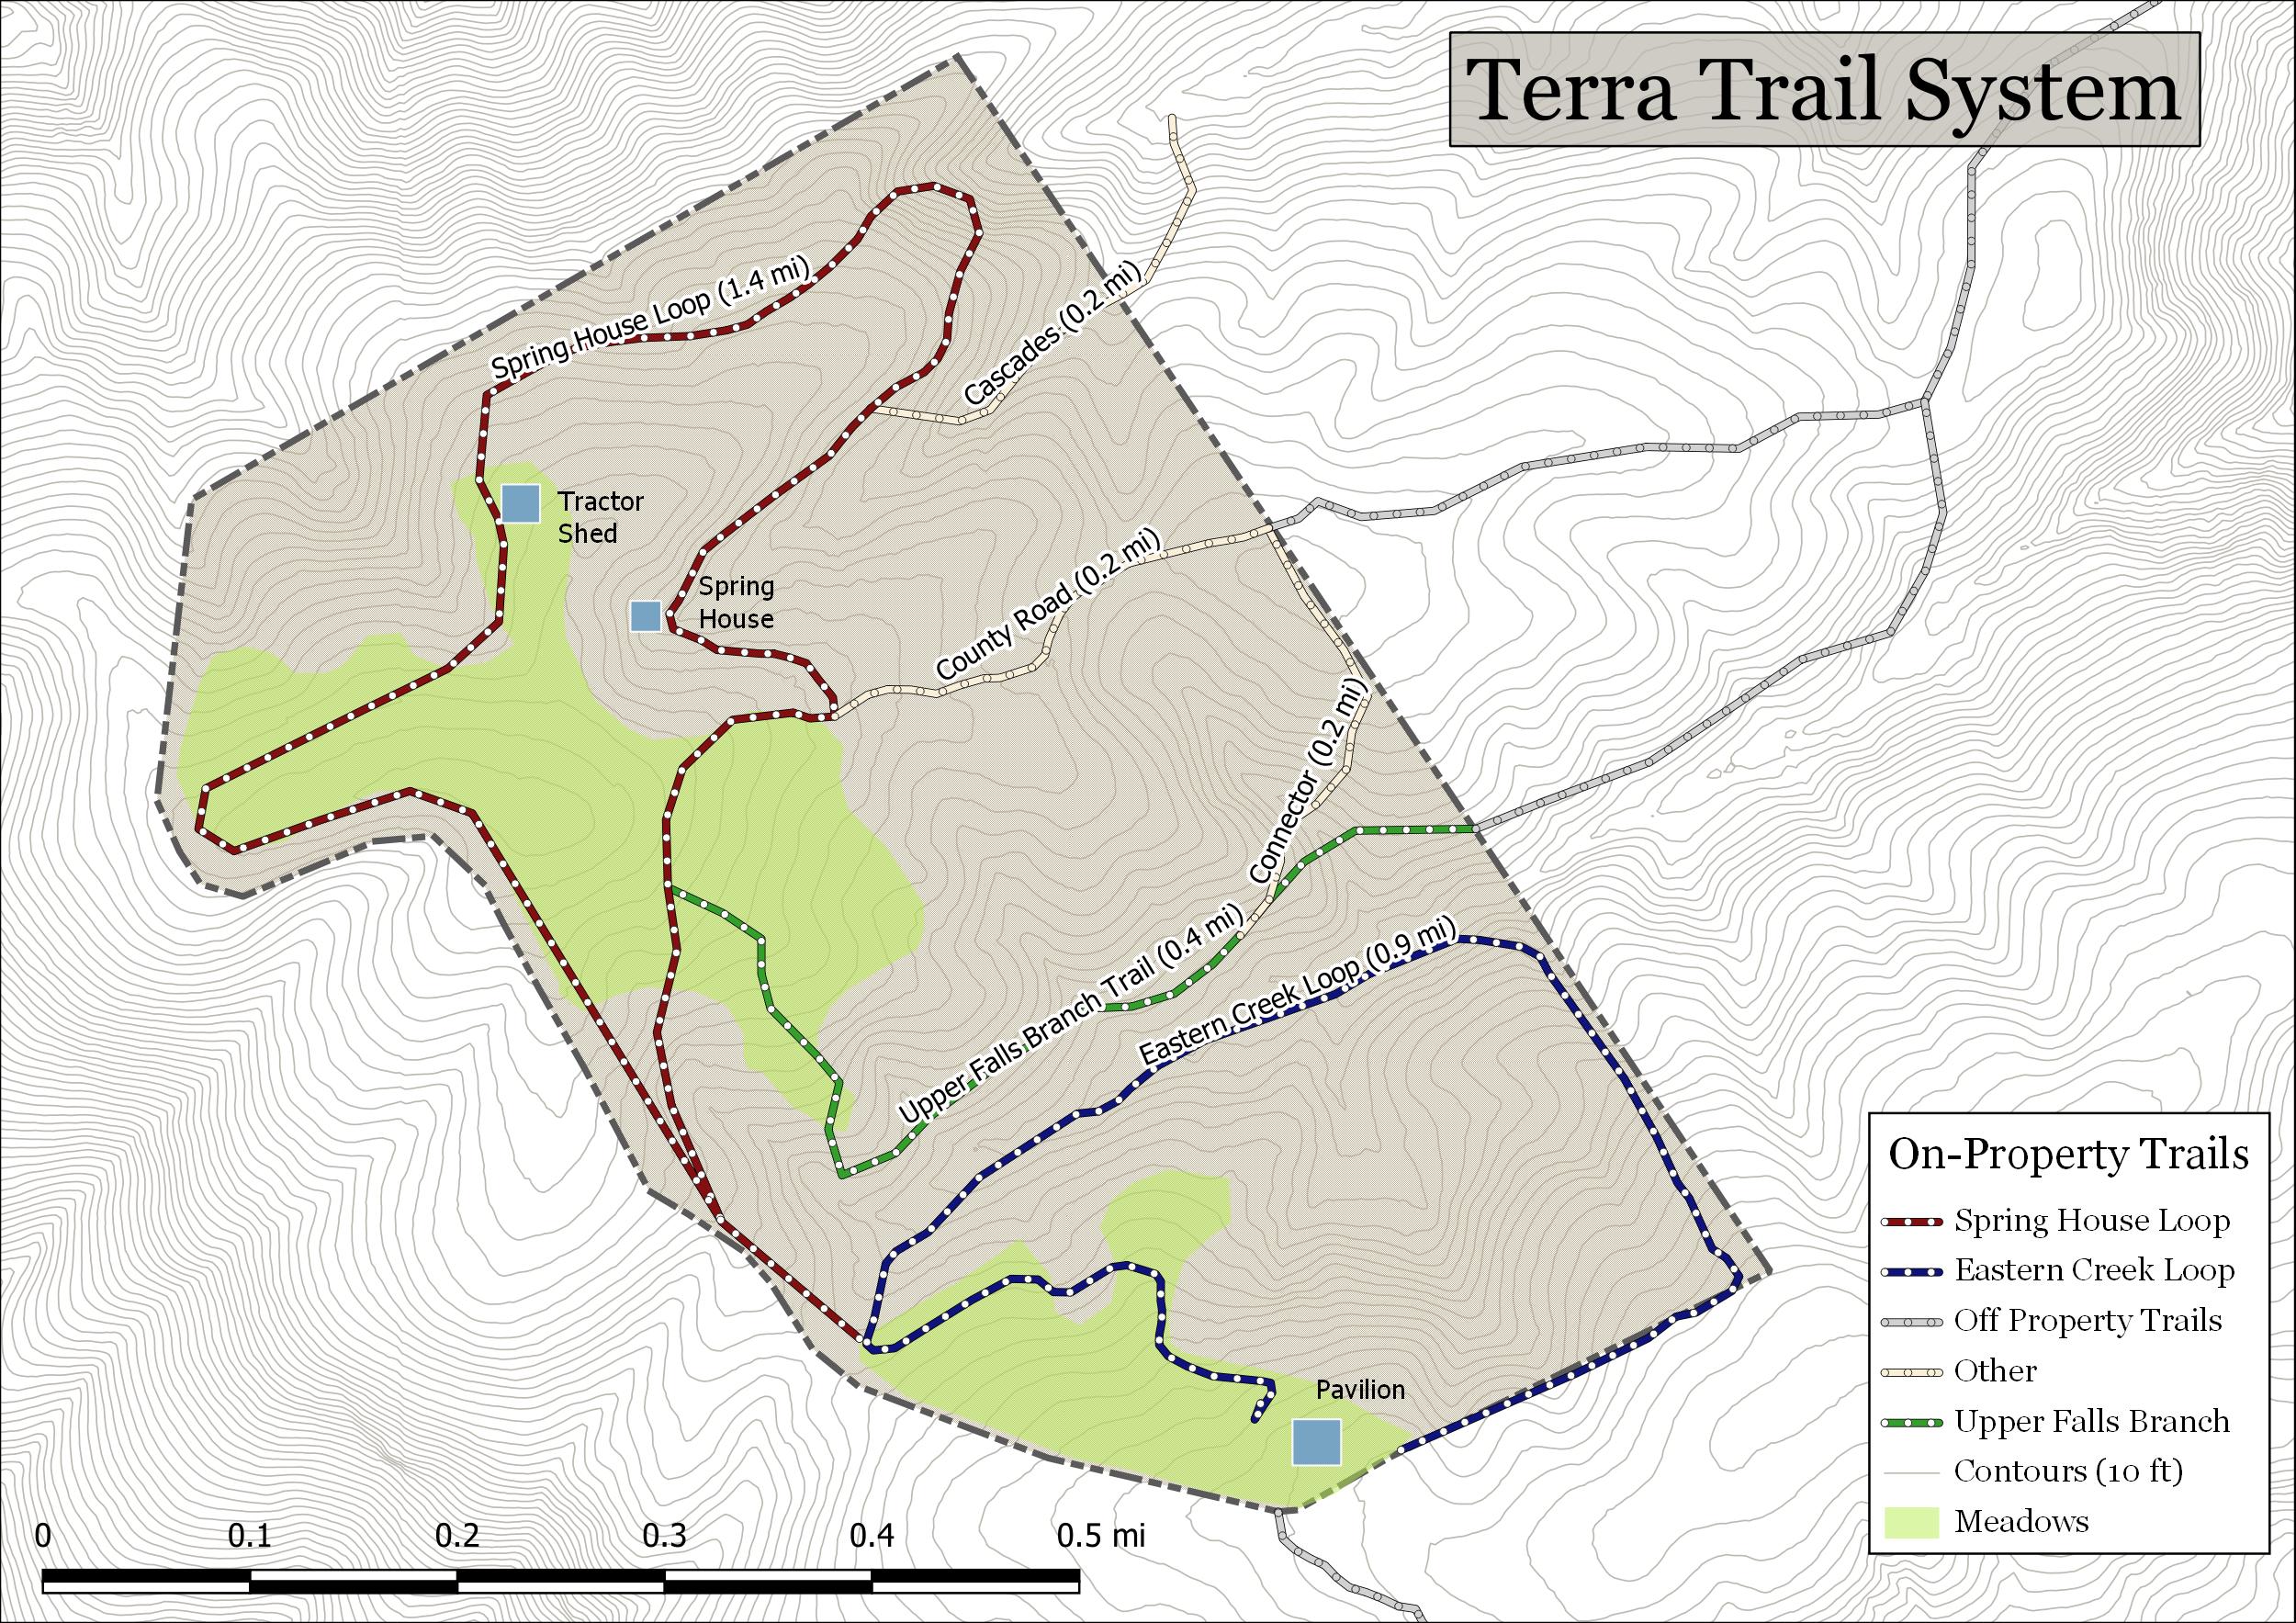 Terra Trail System
Spring House Loop (1.4 mi)
Cascades (0.2 mi)
Tractor
Shed
Spring
House
County Road (0.2 mi)
Connector (0.2 mi)
Upper Falls Branch Trail (0.4 mi)
Eastern Creek Loop (0.9 mi)
Pavilion
On-Property Trails
Spring House Loop
Eastern Creek Loop
Off Property Trails
Other
Upper Falls Branch
Contours (10 ft)
Meadows
0 0.1 0.2 0.3 0.4 0.5 mi